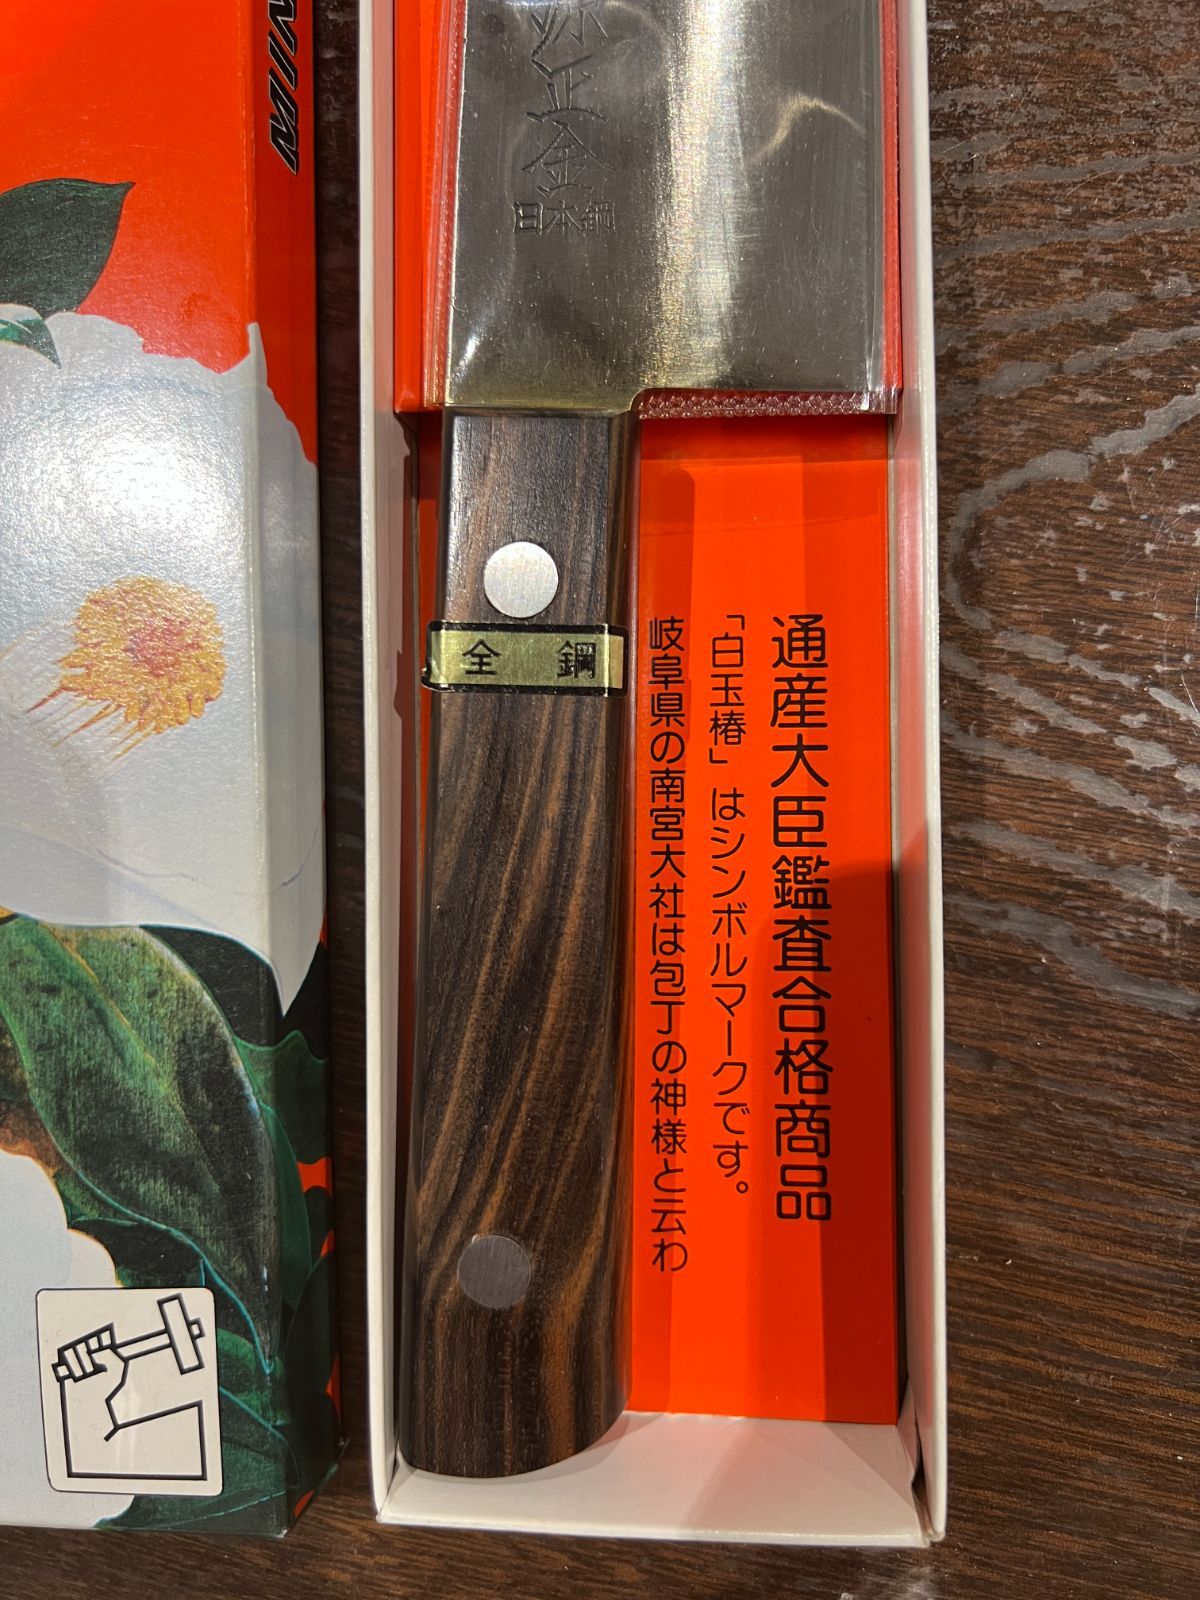 正金
日本鋼
全 鋼
通産大臣鑑査合格商品
「白玉椿」はシンボルマークです。
岐阜県の南宮大社は包丁の神様と云わ